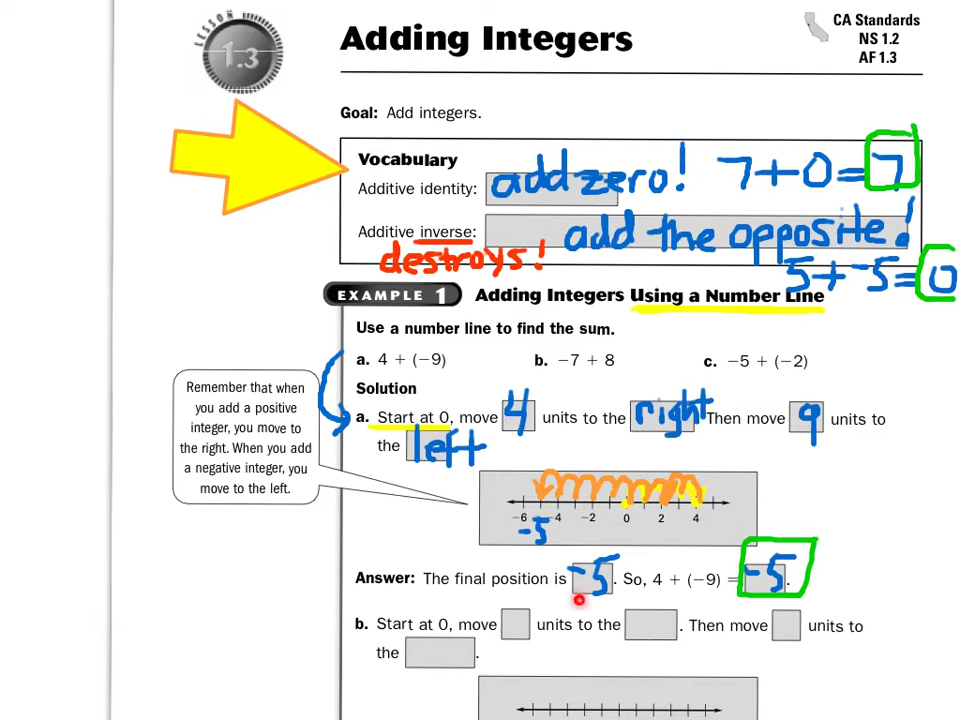 LESSON
1.3
Adding Integers
CA Standards
NS 1.2
AF 1.3
Goal: Add integers.
Vocabulary
Additive identity: add zero! 7+0=7
Additive inverse: add the opposite!
destroys! 5+-5=0
EXAMPLE 1 Adding Integers Using a Number Line
Use a number line to find the sum.
a. 4 + (−9) b. −7 + 8 c. −5 + (−2)
Solution
a. Start at 0, move 4 units to the right. Then move 9 units to
the left
Remember that when
you add a positive
integer, you move to
the right. When you add
a negative integer, you
move to the left.
−6 −4 −2 0 2 4
-5
Answer: The final position is -5. So, 4 + (−9) = -5.
b. Start at 0, move units to the . Then move units to
the .